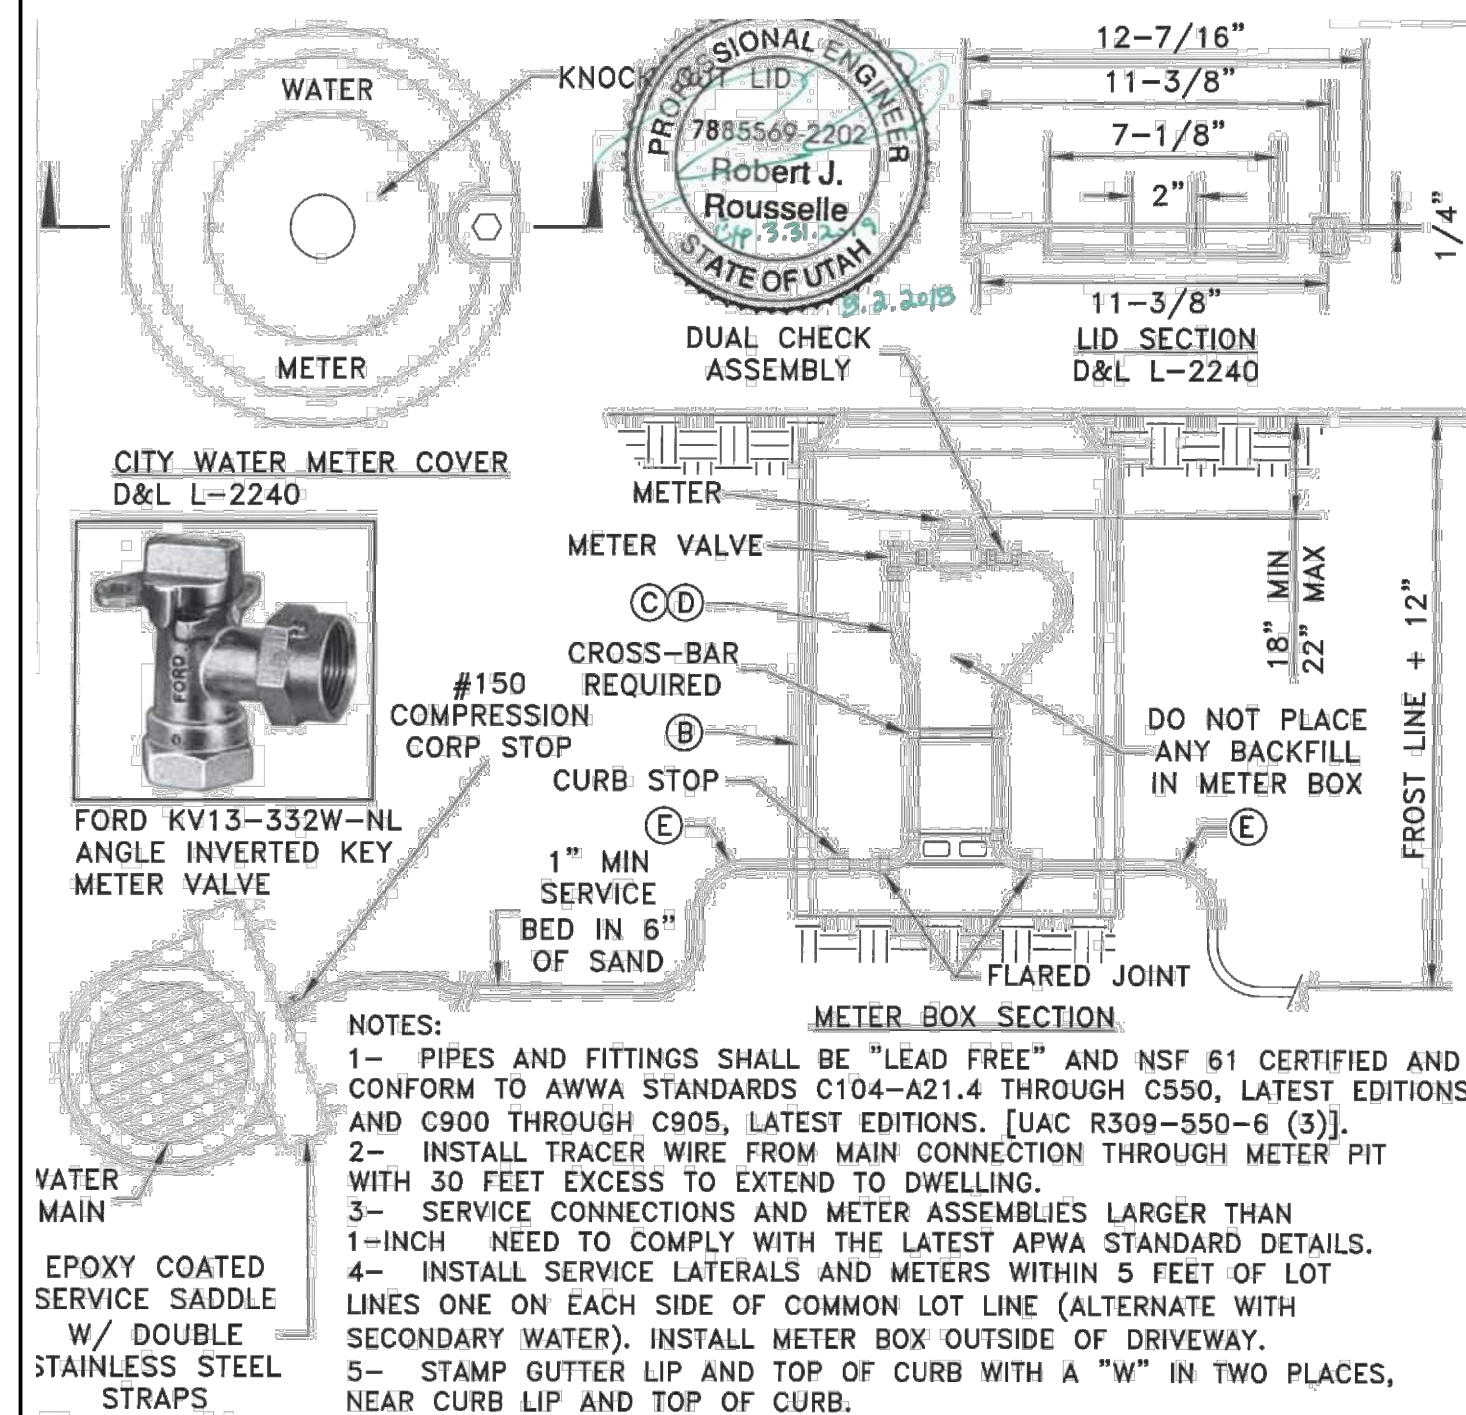 WATER
METER
KNOCK OUT LID
CITY WATER METER COVER
D&L L-2240
PROFESSIONAL ENGINEER
7885569-2202
Robert J.
Rousselle
STATE OF UTAH
3.2.2018
12-7/16"
11-3/8"
7-1/8"
2"
1/4"
11-3/8"
LID SECTION
D&L L-2240
DUAL CHECK
ASSEMBLY
METER
METER VALVE
C D
CROSS-BAR
REQUIRED
B
CURB STOP
E
18" MIN
22" MAX
FROST LINE + 12"
DO NOT PLACE
ANY BACKFILL
IN METER BOX
E
FLARED JOINT
METER BOX SECTION
FORD
FORD KV13-332W-NL
ANGLE INVERTED KEY
METER VALVE
#150
COMPRESSION
CORP STOP
1" MIN
SERVICE
BED IN 6"
OF SAND
WATER
MAIN
EPOXY COATED
SERVICE SADDLE
W/ DOUBLE
STAINLESS STEEL
STRAPS
NOTES:
1- PIPES AND FITTINGS SHALL BE "LEAD FREE" AND NSF 61 CERTIFIED AND
CONFORM TO AWWA STANDARDS C104-A21.4 THROUGH C550, LATEST EDITIONS
AND C900 THROUGH C905, LATEST EDITIONS. [UAC R309-550-6 (3)].
2- INSTALL TRACER WIRE FROM MAIN CONNECTION THROUGH METER PIT
WITH 30 FEET EXCESS TO EXTEND TO DWELLING.
3- SERVICE CONNECTIONS AND METER ASSEMBLIES LARGER THAN
1-INCH NEED TO COMPLY WITH THE LATEST APWA STANDARD DETAILS.
4- INSTALL SERVICE LATERALS AND METERS WITHIN 5 FEET OF LOT
LINES ONE ON EACH SIDE OF COMMON LOT LINE (ALTERNATE WITH
SECONDARY WATER). INSTALL METER BOX OUTSIDE OF DRIVEWAY.
5- STAMP GUTTER LIP AND TOP OF CURB WITH A "W" IN TWO PLACES,
NEAR CURB LIP AND TOP OF CURB.